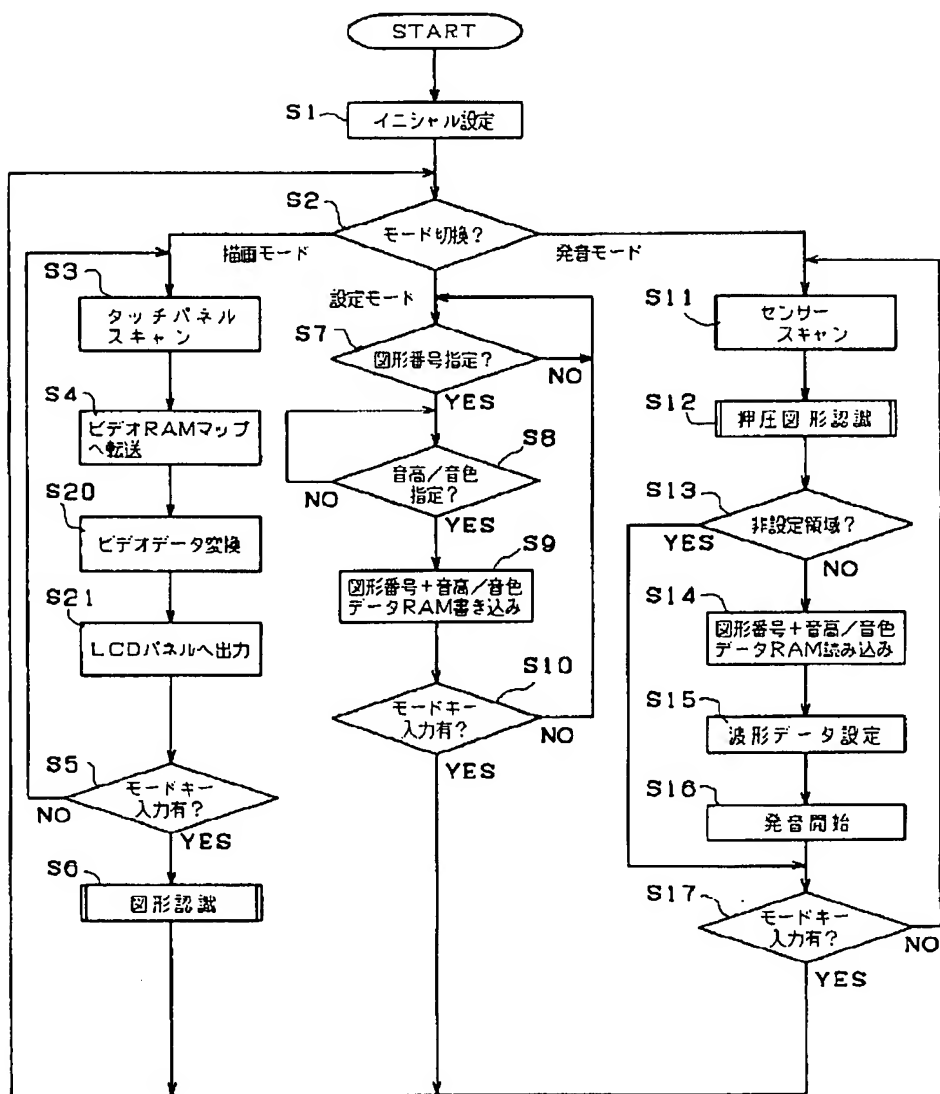 START
S1
イニシャル設定
S2
モード切換?
描画モード
設定モード
発音モード
S3
タッチパネル
スキャン
S4
ビデオRAMマップ
へ転送
S20
ビデオデータ変換
S21
LCDパネルへ出力
S5
モードキー
入力有?
NO
YES
S6
図形認識
S7
図形番号指定?
NO
YES
S8
音高/音色
指定?
NO
YES
S9
図形番号+音高/音色
データRAM書き込み
S10
モードキー
入力有?
NO
YES
S11
センサー
スキャン
S12
押圧図形認識
S13
非設定領域?
YES
NO
S14
図形番号+音高/音色
データRAM読み込み
S15
波形データ設定
S16
発音開始
S17
モードキー
入力有?
NO
YES